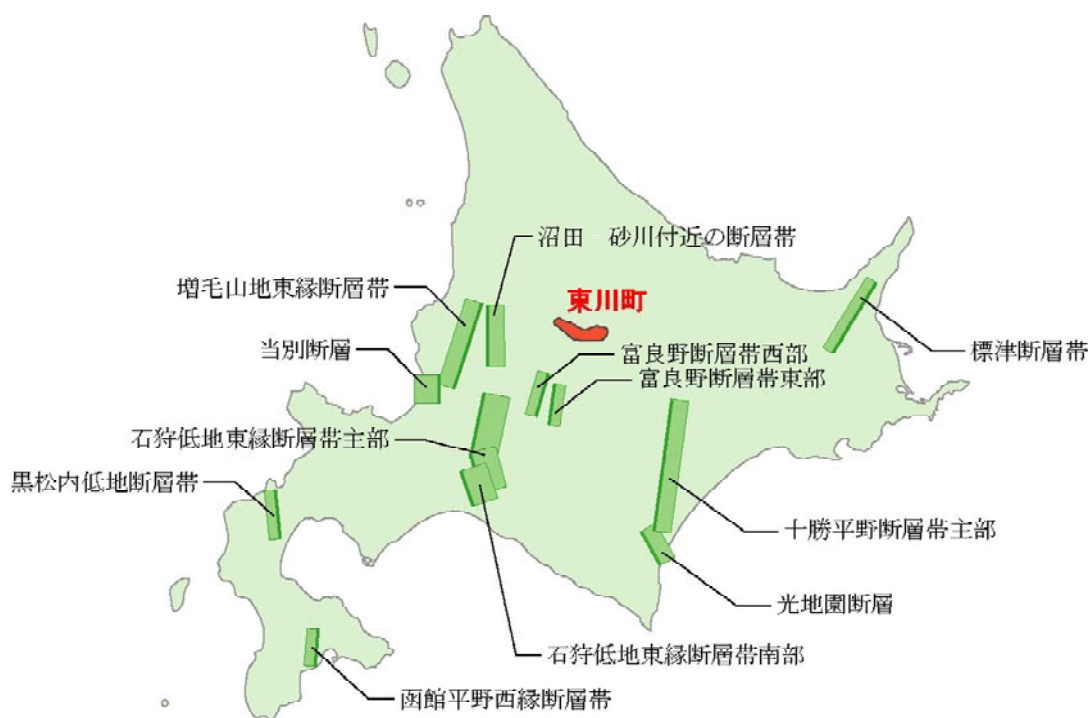 沼田―砂川付近の断層帯
増毛山地東縁断層帯
東川町
当別断層
富良野断層帯西部
標津断層帯
富良野断層帯東部
石狩低地東縁断層帯主部
黒松内低地断層帯
十勝平野断層帯主部
光地園断層
石狩低地東縁断層帯南部
函館平野西縁断層帯